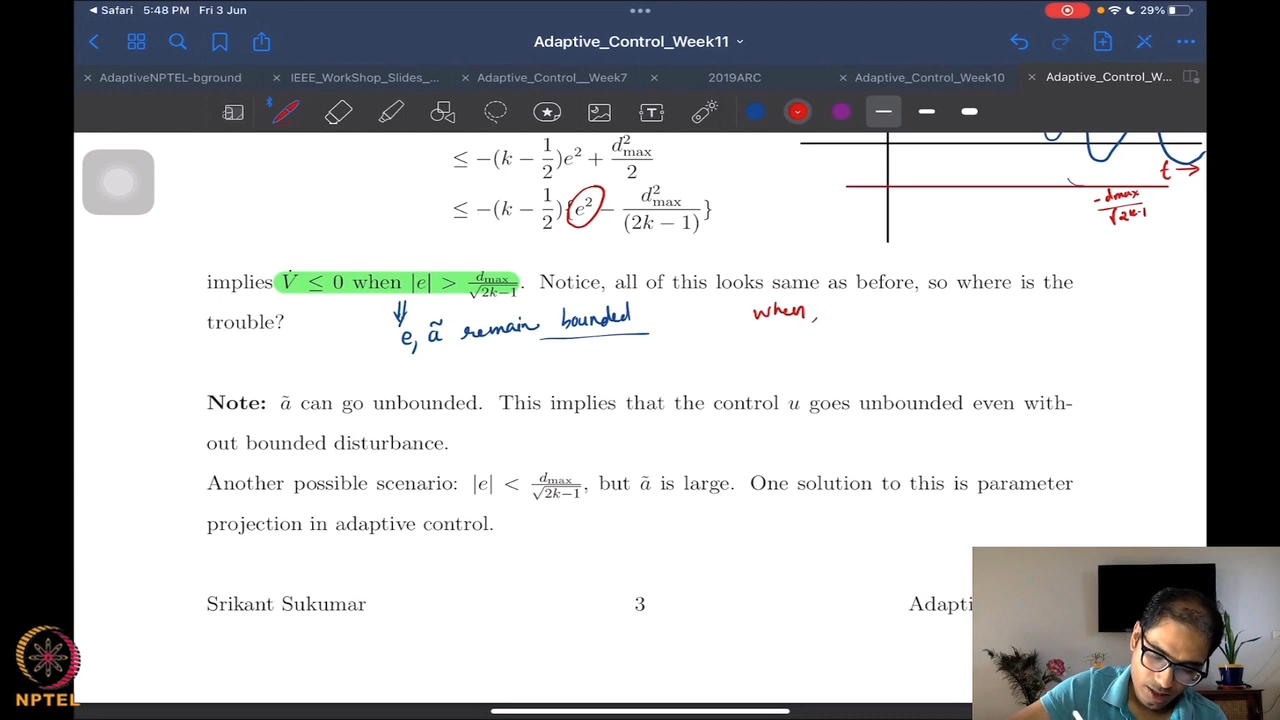 Safari 5:48 PM Fri 3 Jun 29%
Adaptive_Control_Week11
AdaptiveNPTEL-bground IEEE_WorkShop_Slides_... Adaptive_Control__Week7 2019ARC Adaptive_Control_Week10 Adaptive_Control_W...
≤ −(k − 1/2)e² + d²max/2
≤ −(k − 1/2){e² − d²max/(2k − 1)}
t →
−dmax/√2k-1
implies V̇ ≤ 0 when |e| > dmax/√2k−1. Notice, all of this looks same as before, so where is the
trouble?
⇓
e, ã remain bounded
when,
Note: ã can go unbounded. This implies that the control u goes unbounded even with-
out bounded disturbance.
Another possible scenario: |e| < dmax/√2k−1, but ã is large. One solution to this is parameter
projection in adaptive control.
Srikant Sukumar 3 Adapti
NPTEL